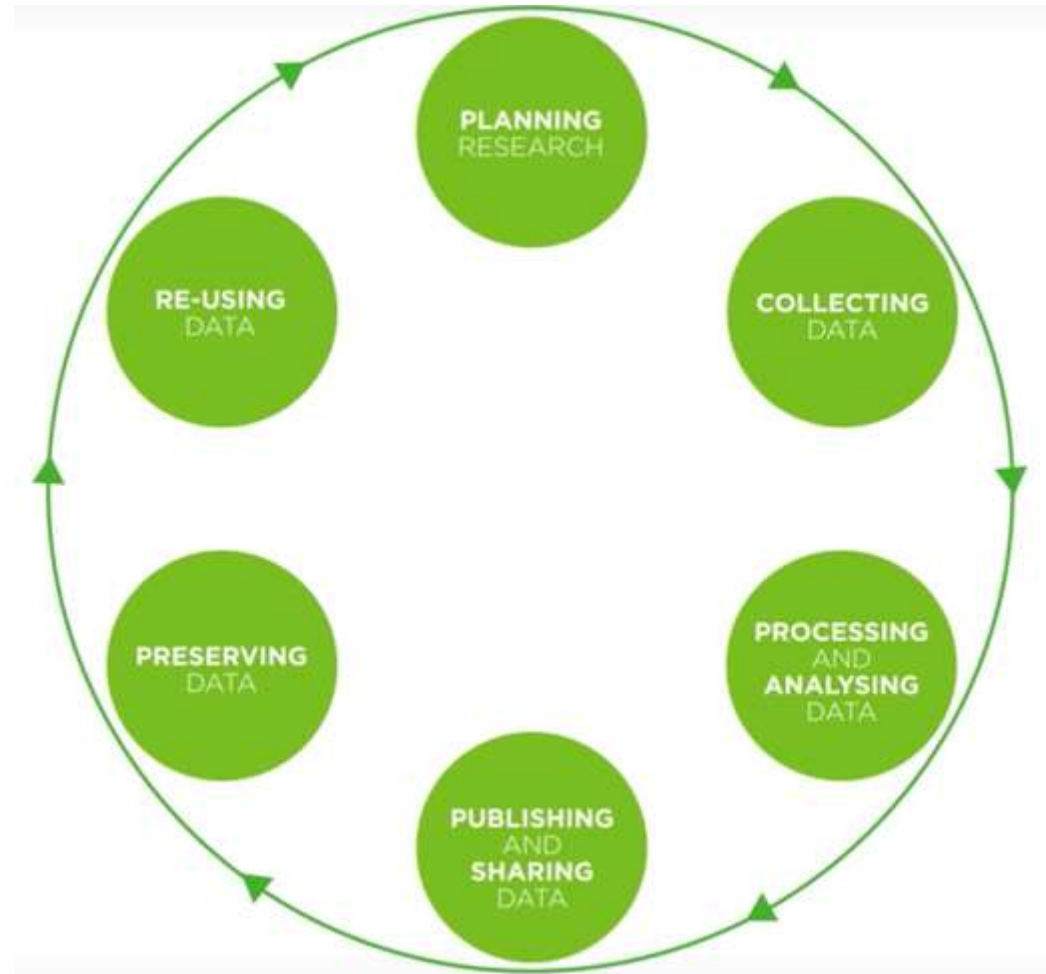 PLANNING
RESEARCH
COLLECTING
DATA
PROCESSING
AND
ANALYSING
DATA
PUBLISHING
AND
SHARING
DATA
PRESERVING
DATA
RE-USING
DATA